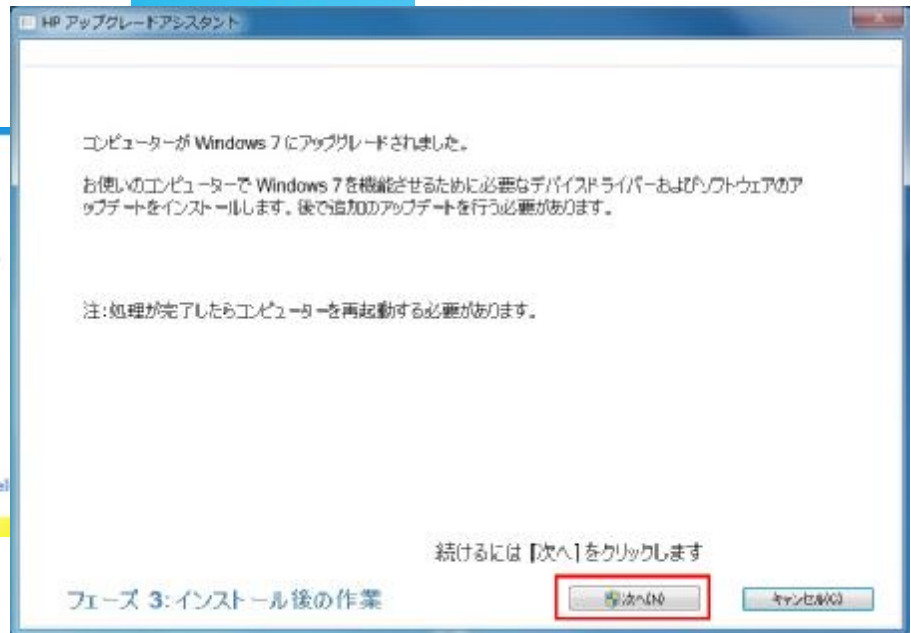 HP アップグレードアシスタント
コンピューターが Windows 7 にアップグレードされました。
お使いのコンピューターで Windows 7 を機能させるために必要なデバイスドライバーおよびソフトウェアのア
ップデートをインストールします。後で追加のアップデートを行う必要があります。
注:処理が完了したらコンピューターを再起動する必要があります。
続けるには [次へ] をクリックします
フェーズ 3:インストール後の作業
次へ(N)
キャンセル(C)